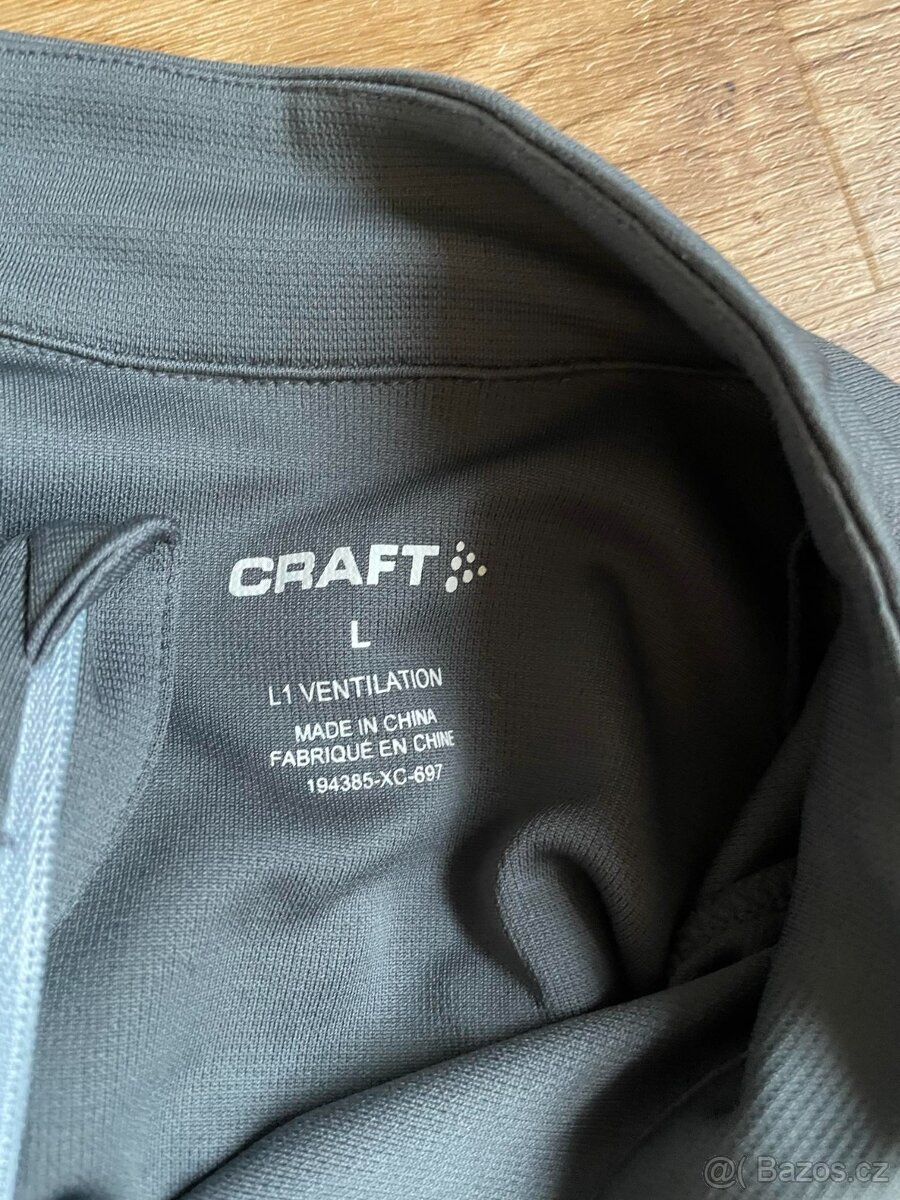 CRAFT
L
L1 VENTILATION
MADE IN CHINA
FABRIQUÉ EN CHINE
194385-XC-697
@( Bazos.cz